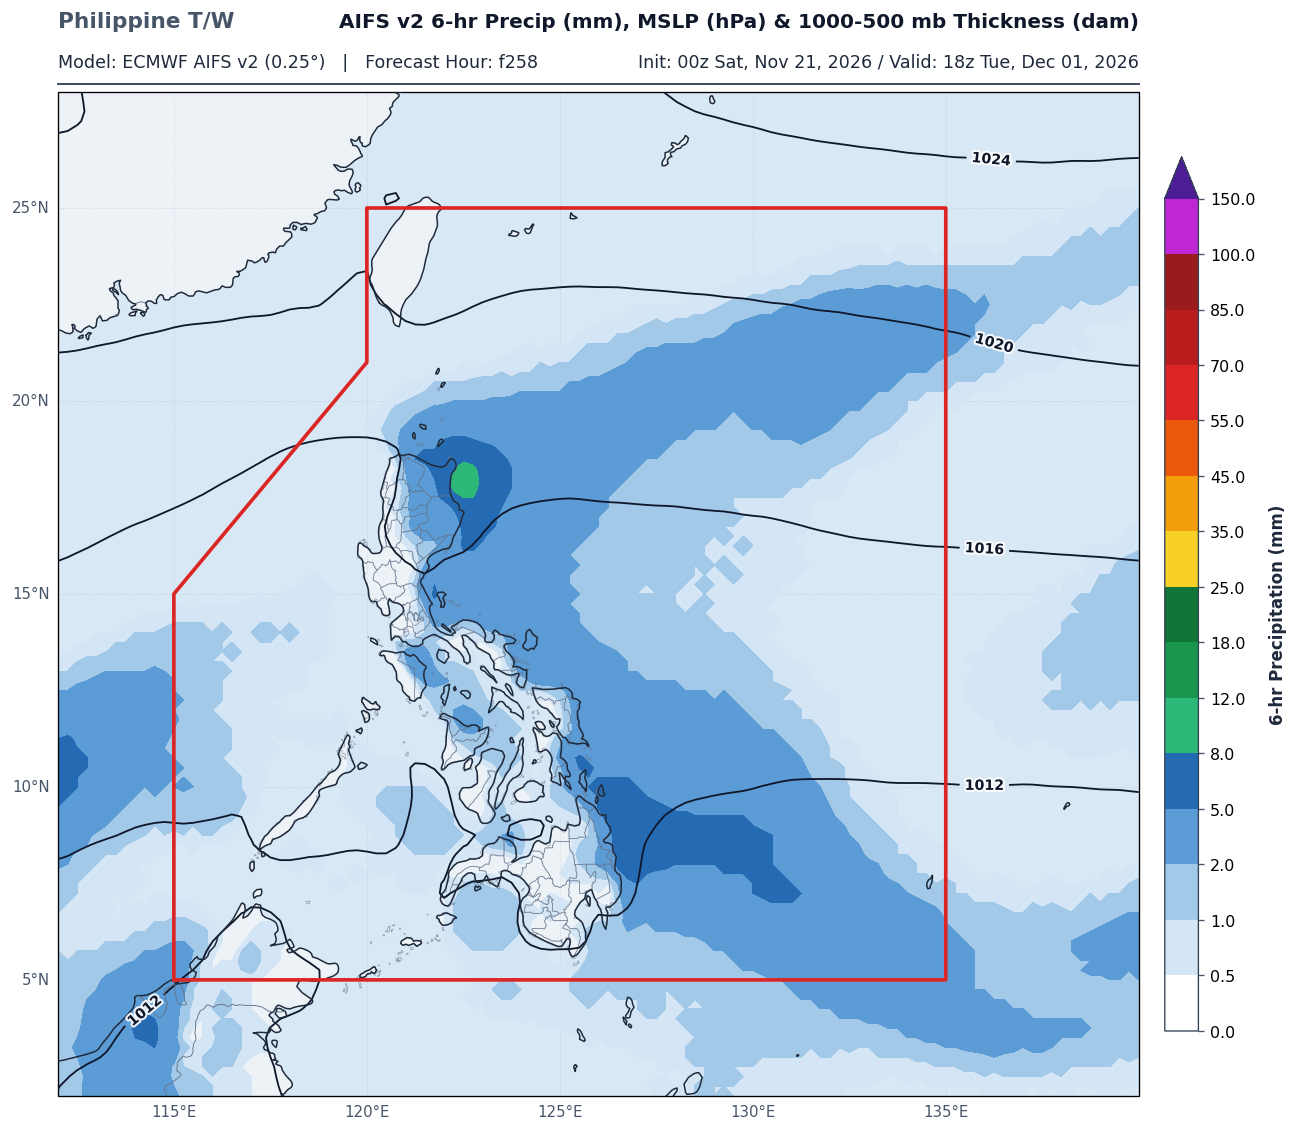 Philippine T/W
AIFS v2 6-hr Precip (mm), MSLP (hPa) & 1000-500 mb Thickness (dam)
Model: ECMWF AIFS v2 (0.25°) | Forecast Hour: f258
Init: 00z Sat, Nov 21, 2026 / Valid: 18z Tue, Dec 01, 2026
25°N
20°N
15°N
10°N
5°N
115°E
120°E
125°E
130°E
135°E
1024
1020
1016
1012
1012
150.0
100.0
85.0
70.0
55.0
45.0
35.0
25.0
18.0
12.0
8.0
5.0
2.0
1.0
0.5
0.0
6-hr Precipitation (mm)